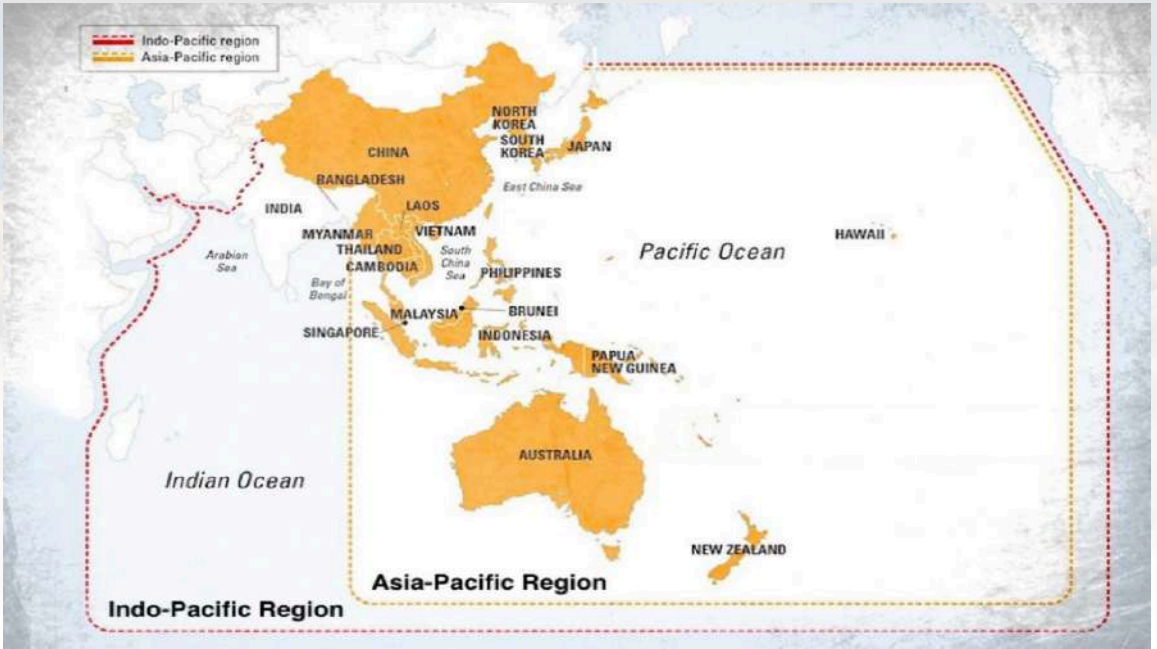 Indo-Pacific region
Asia-Pacific region
NORTH
KOREA
SOUTH
KOREA
JAPAN
CHINA
BANGLADESH
East China Sea
INDIA
LAOS
MYANMAR
VIETNAM
THAILAND
CAMBODIA
Arabian
Sea
South
China
Sea
Bay of
Bengal
PHILIPPINES
Pacific Ocean
HAWAII
MALAYSIA
BRUNEI
SINGAPORE
INDONESIA
PAPUA
NEW GUINEA
AUSTRALIA
Indian Ocean
NEW ZEALAND
Asia-Pacific Region
Indo-Pacific Region